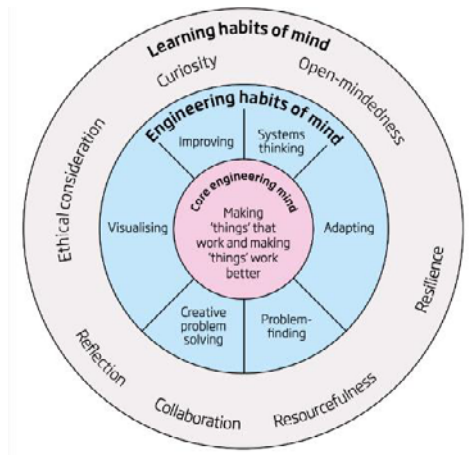 Learning habits of mind
Curiosity
Open-mindedness
Resilience
Resourcefulness
Collaboration
Reflection
Ethical consideration
Engineering habits of mind
Improving
Systems
thinking
Adapting
Problem-
finding
Creative
problem
solving
Visualising
Core engineering mind
Making
'things' that
work and making
'things' work
better